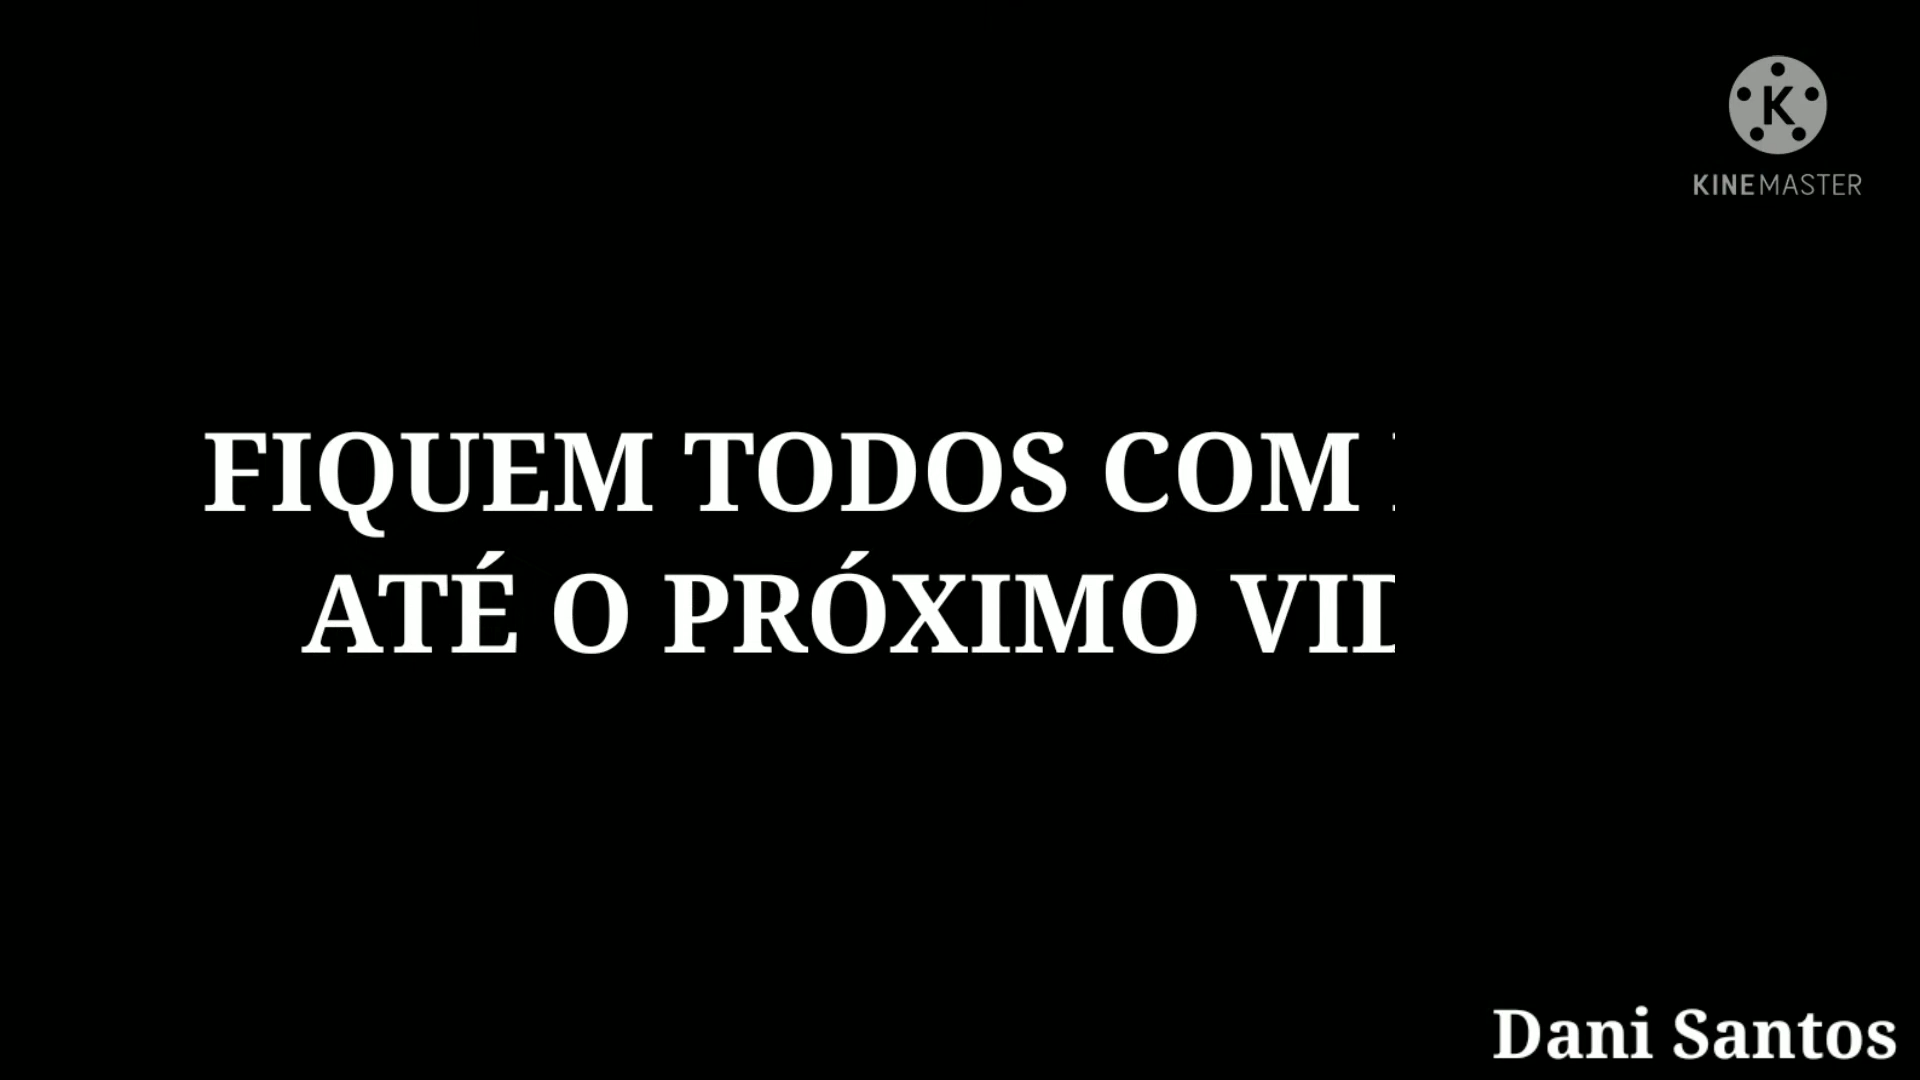 KINEMASTER
FIQUEM TODOS COM
ATÉ O PRÓXIMO
Dani Santos